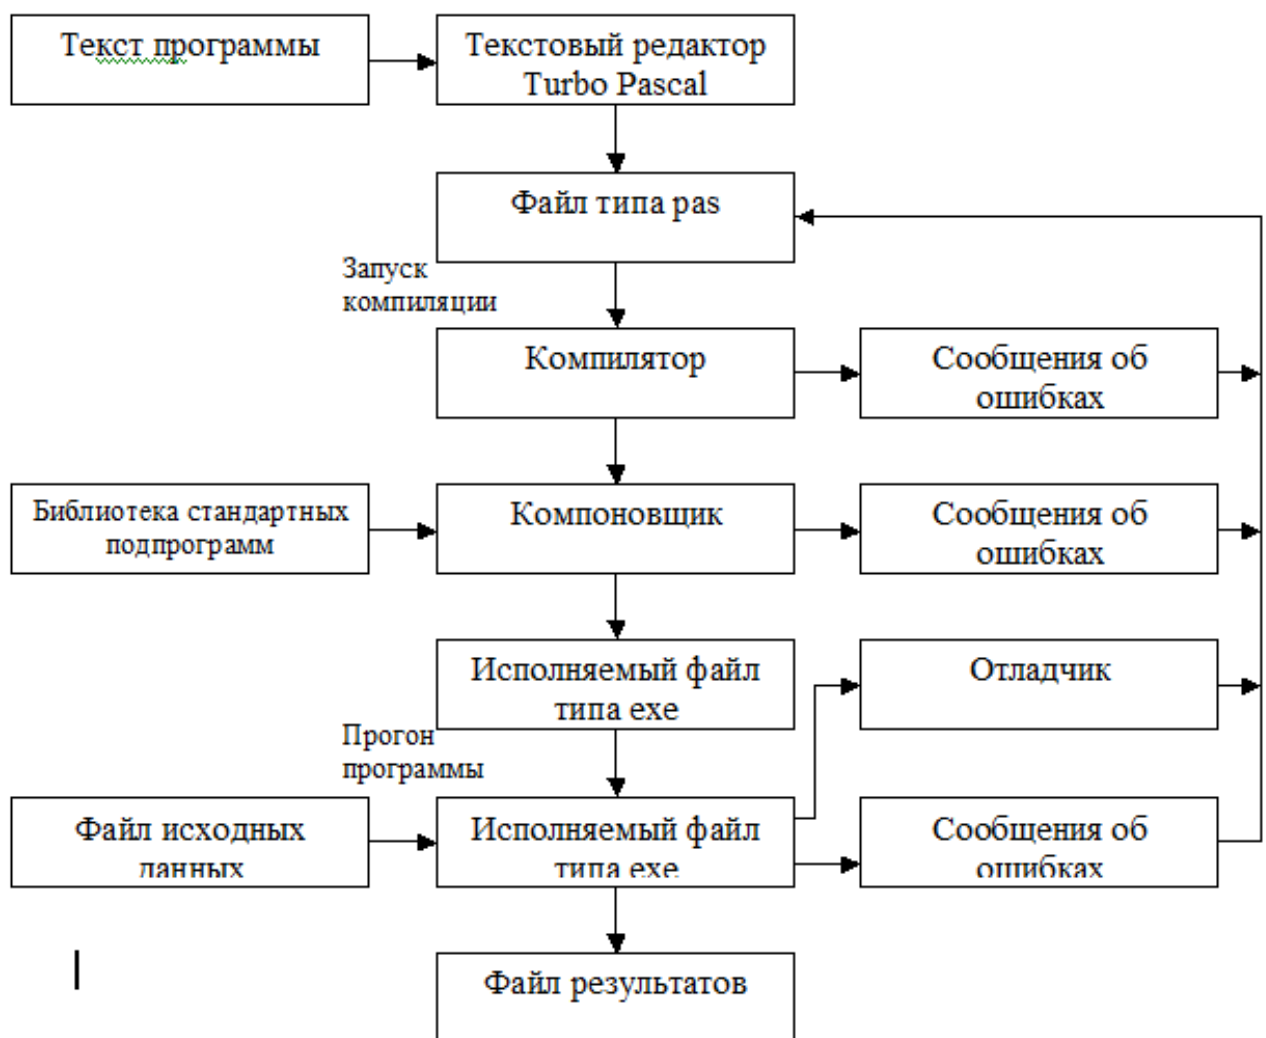 Текст программы
Текстовый редактор
Turbo Pascal
Файл типа pas
Запуск
компиляции
Компилятор
Сообщения об
ошибках
Библиотека стандартных
подпрограмм
Компоновщик
Сообщения об
ошибках
Исполняемый файл
типа exe
Отладчик
Прогон
программы
Файл исходных
данных
Исполняемый файл
типа exe
Сообщения об
ошибках
Файл результатов